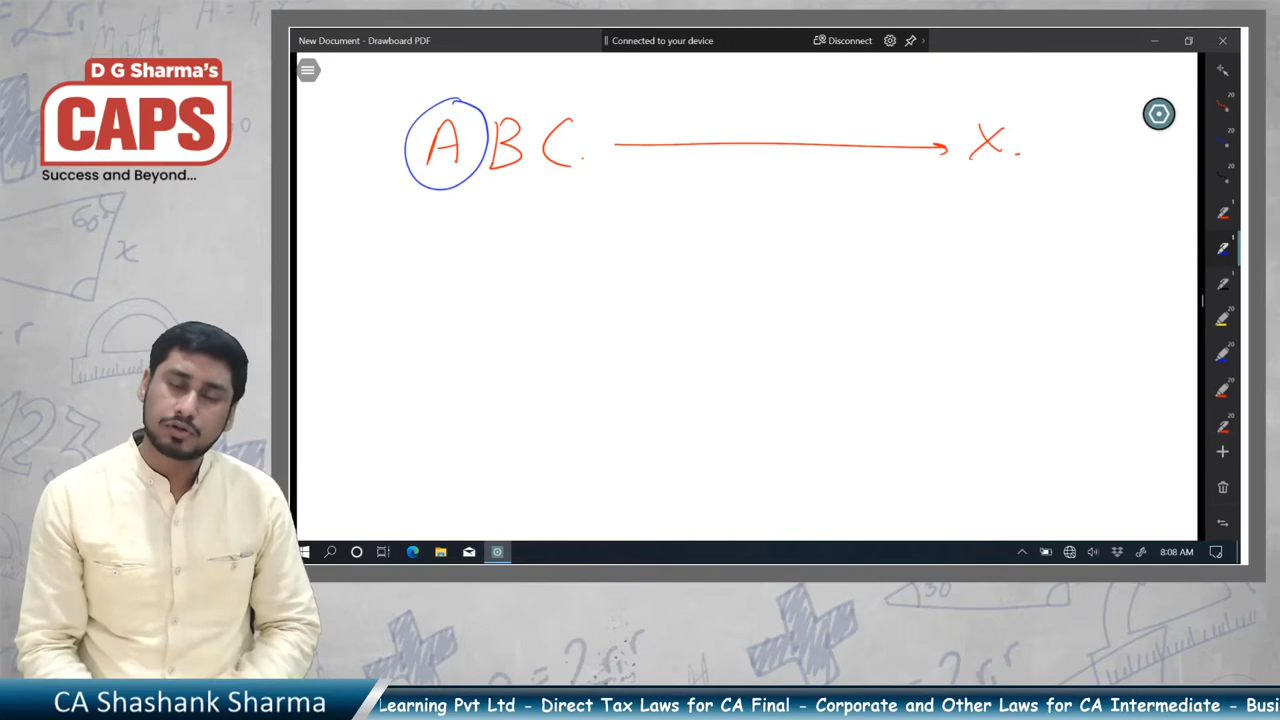 D G Sharma's
CAPS
Success and Beyond...
New Document - Drawboard PDF
Connected to your device
Disconnect
A B C. → X.
8:08 AM
CA Shashank Sharma
Learning Pvt Ltd - Direct Tax Laws for CA Final - Corporate and Other Laws for CA Intermediate - Busi